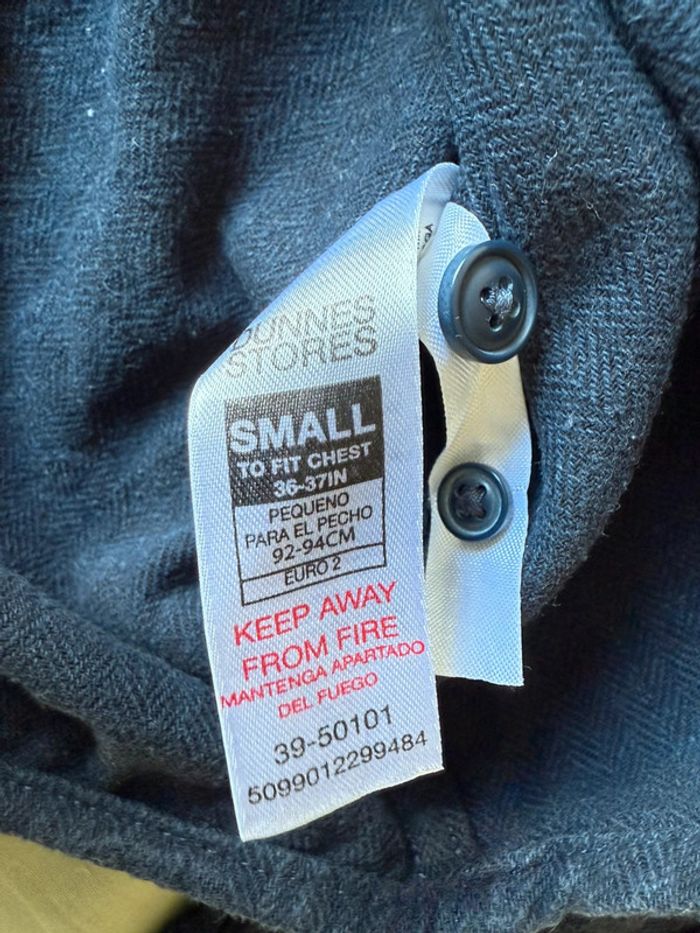 DUNNES
STORES
SMALL
TO FIT CHEST
36-37IN
PEQUENO
PARA EL PECHO
92-94CM
EURO 2
KEEP AWAY
FROM FIRE
MANTENGA APARTADO
DEL FUEGO
39-50101
5099012299484